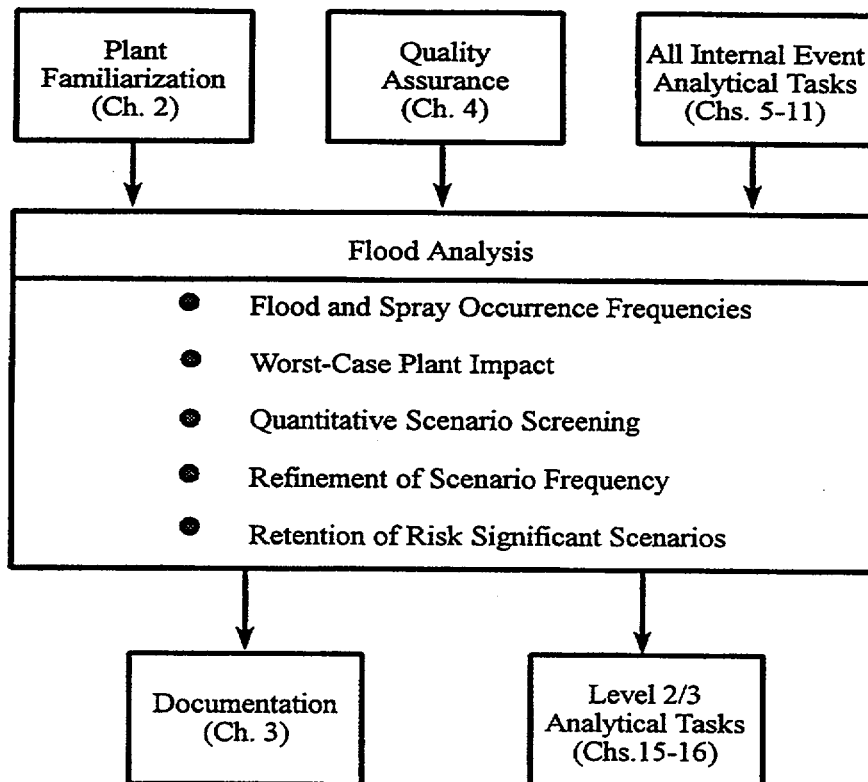 Plant
Familiarization
(Ch. 2)
Quality
Assurance
(Ch. 4)
All Internal Event
Analytical Tasks
(Chs. 5-11)
Flood Analysis
Flood and Spray Occurrence Frequencies
Worst-Case Plant Impact
Quantitative Scenario Screening
Refinement of Scenario Frequency
Retention of Risk Significant Scenarios
Documentation
(Ch. 3)
Level 2/3
Analytical Tasks
(Chs.15-16)